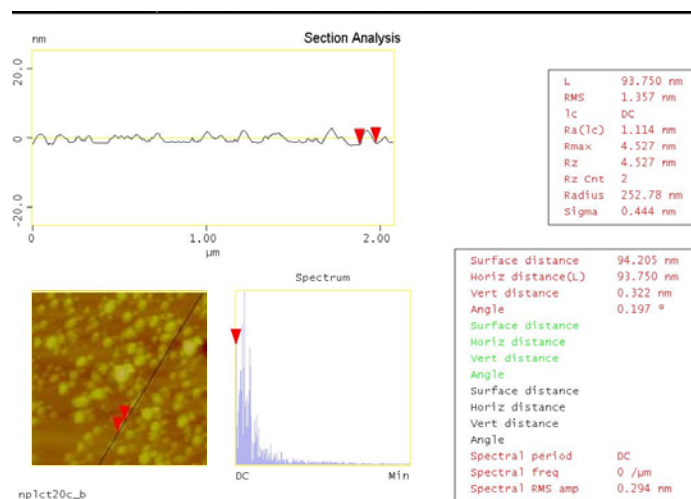 Section Analysis
nm
20.0
0
-20.0
0
1.00
2.00
µm
L 93.750 nm
RMS 1.357 nm
lc DC
Ra(lc) 1.114 nm
Rmax 4.527 nm
Rz 4.527 nm
Rz Cnt 2
Radius 252.78 nm
Sigma 0.444 nm
Spectrum
DC Min
Surface distance 94.205 nm
Horiz distance(L) 93.750 nm
Vert distance 0.322 nm
Angle 0.197 º
Surface distance
Horiz distance
Vert distance
Angle
Surface distance
Horiz distance
Vert distance
Angle
Spectral period DC
Spectral freq 0 /µm
Spectral RMS amp 0.294 nm
nplct20c_b